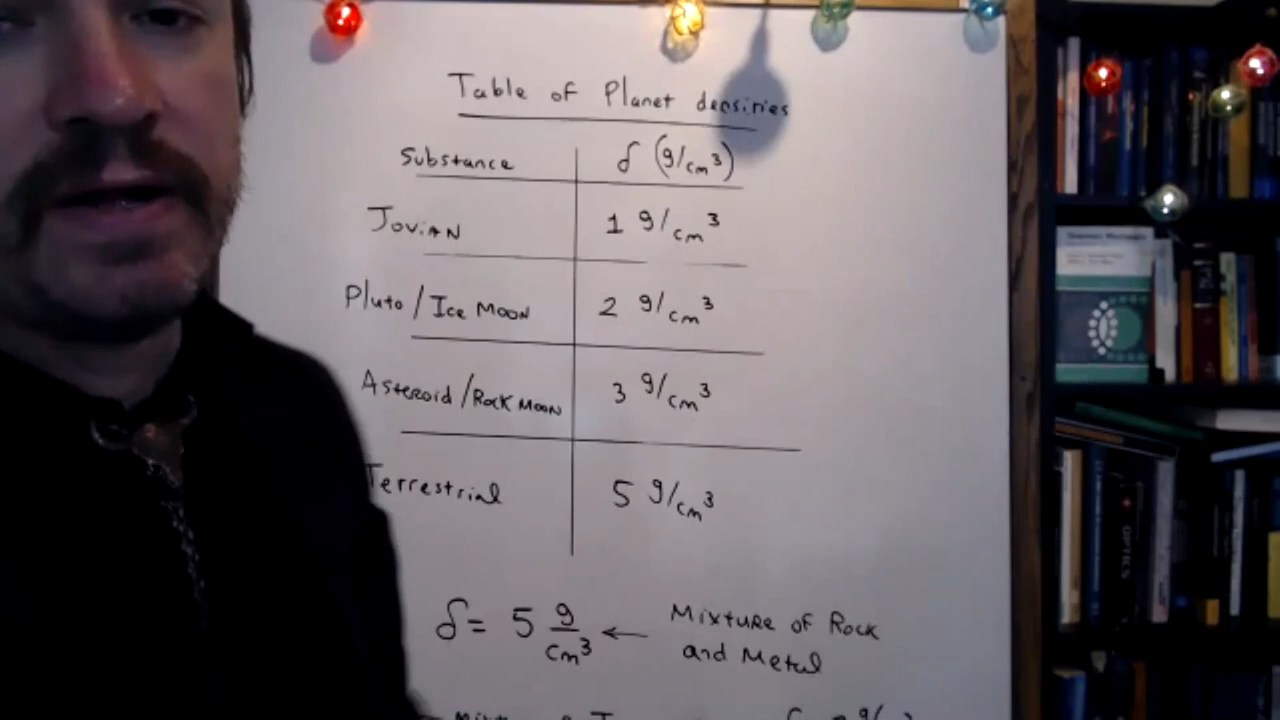 Table of Planet densities
Substance δ (g/cm³)
Jovian 1 g/cm³
Pluto / Ice Moon 2 g/cm³
Asteroid / Rock Moon 3 g/cm³
Terrestrial 5 g/cm³
δ = 5 g/cm³ ← Mixture of Rock
and Metal
OPTICS